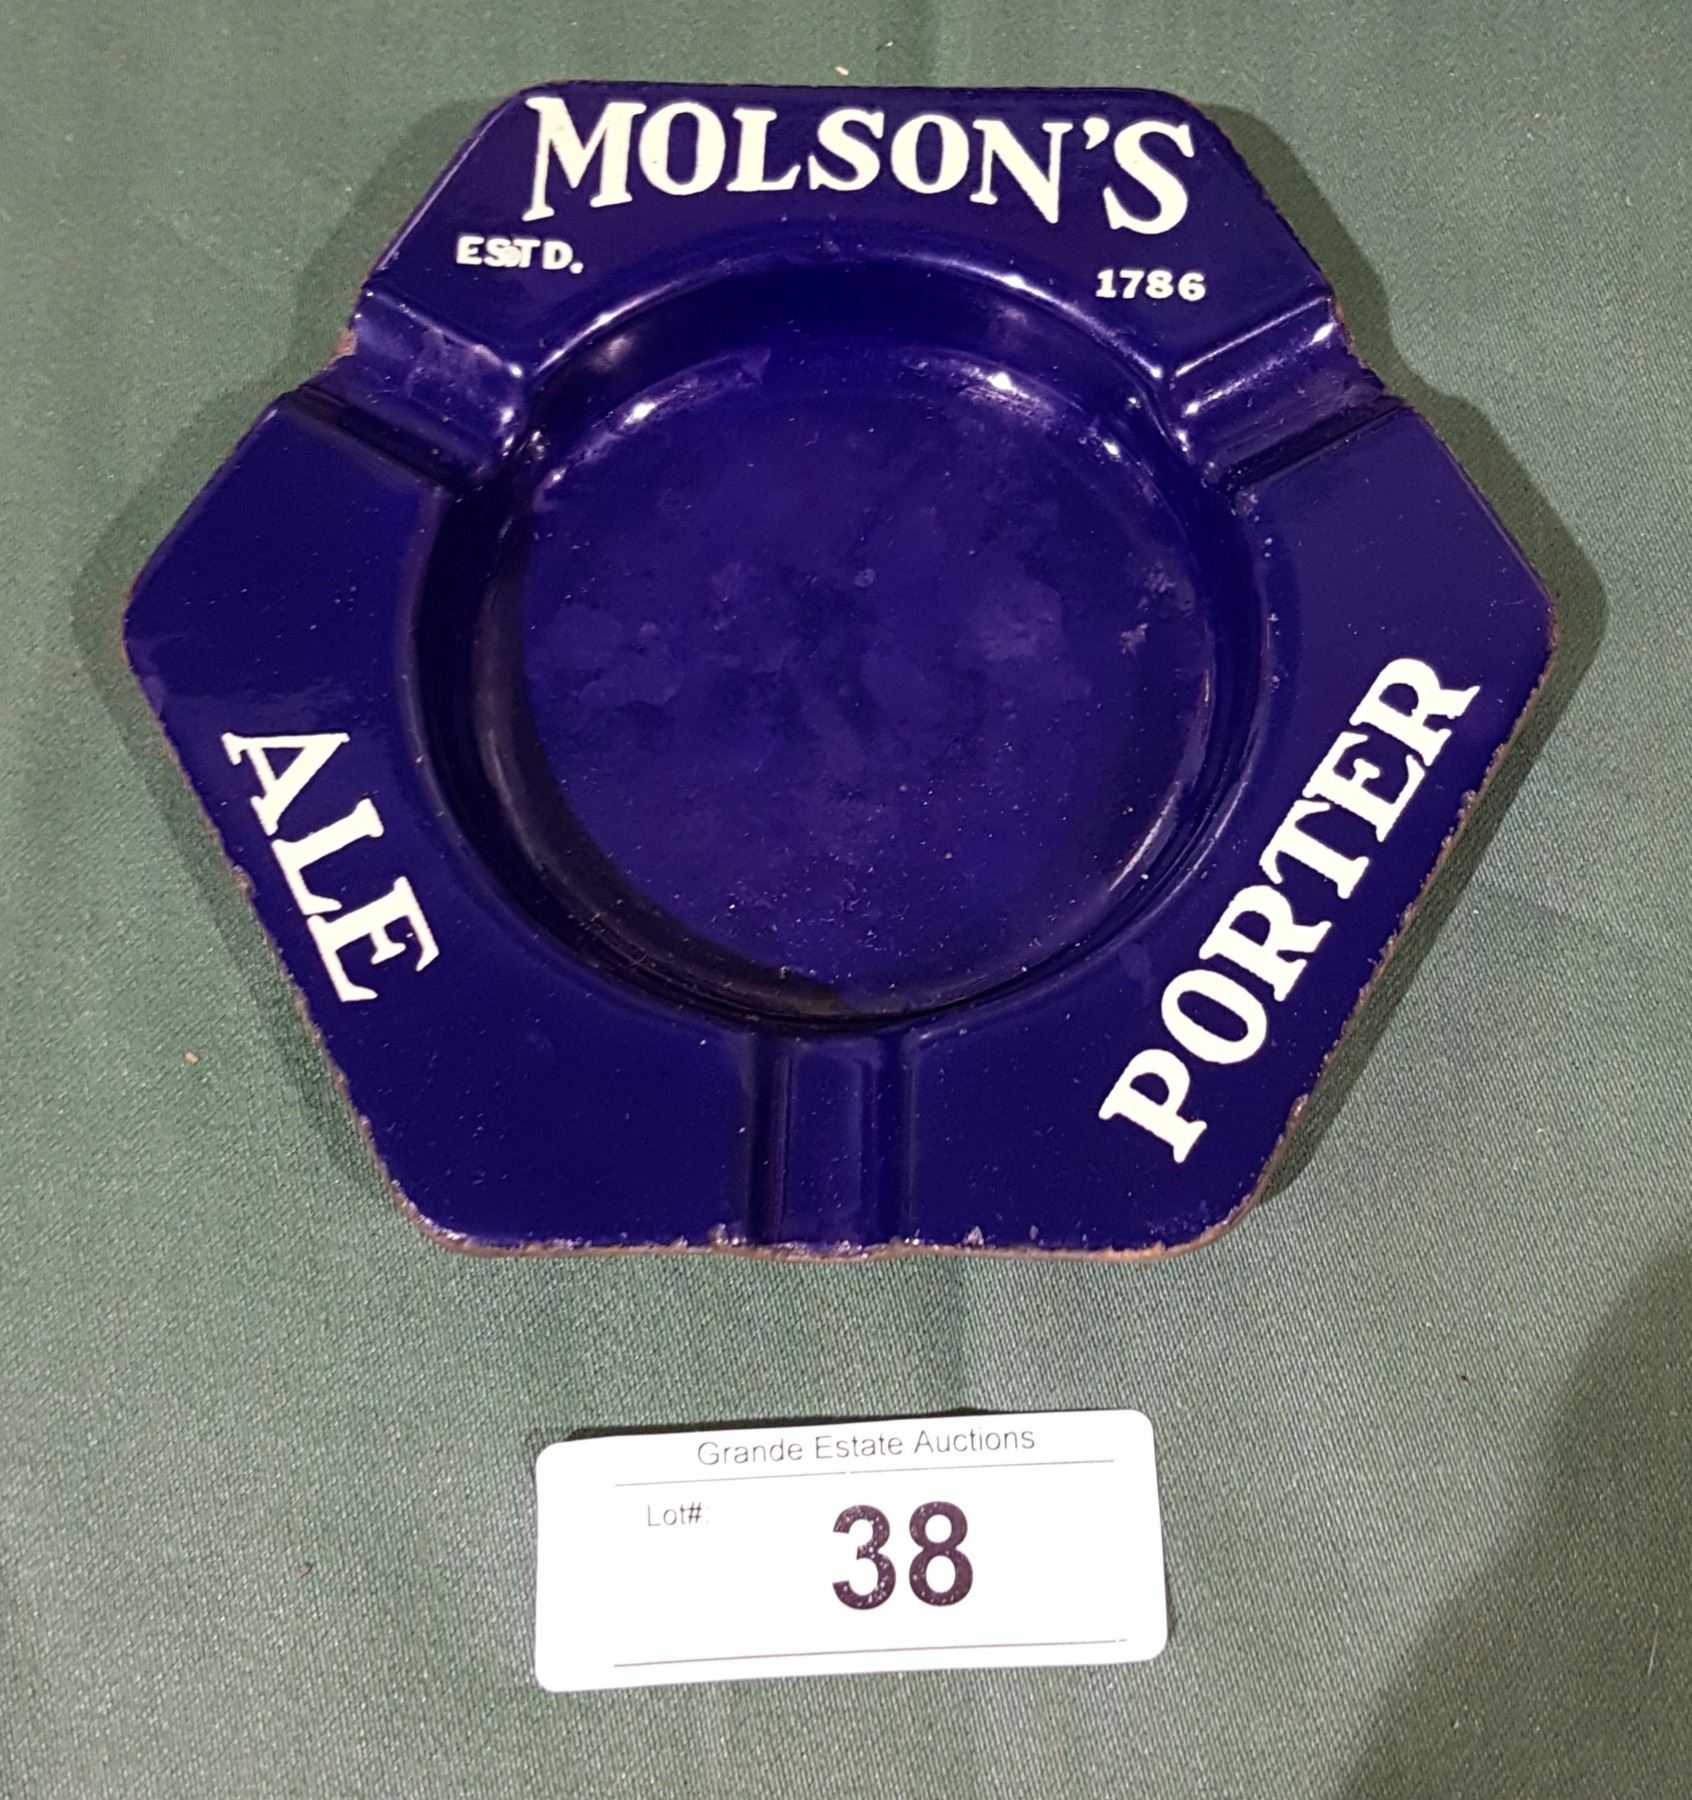 MOLSON'S
ESTD. 1786
ALE
PORTER
Grande Estate Auctions
Lot#: 38